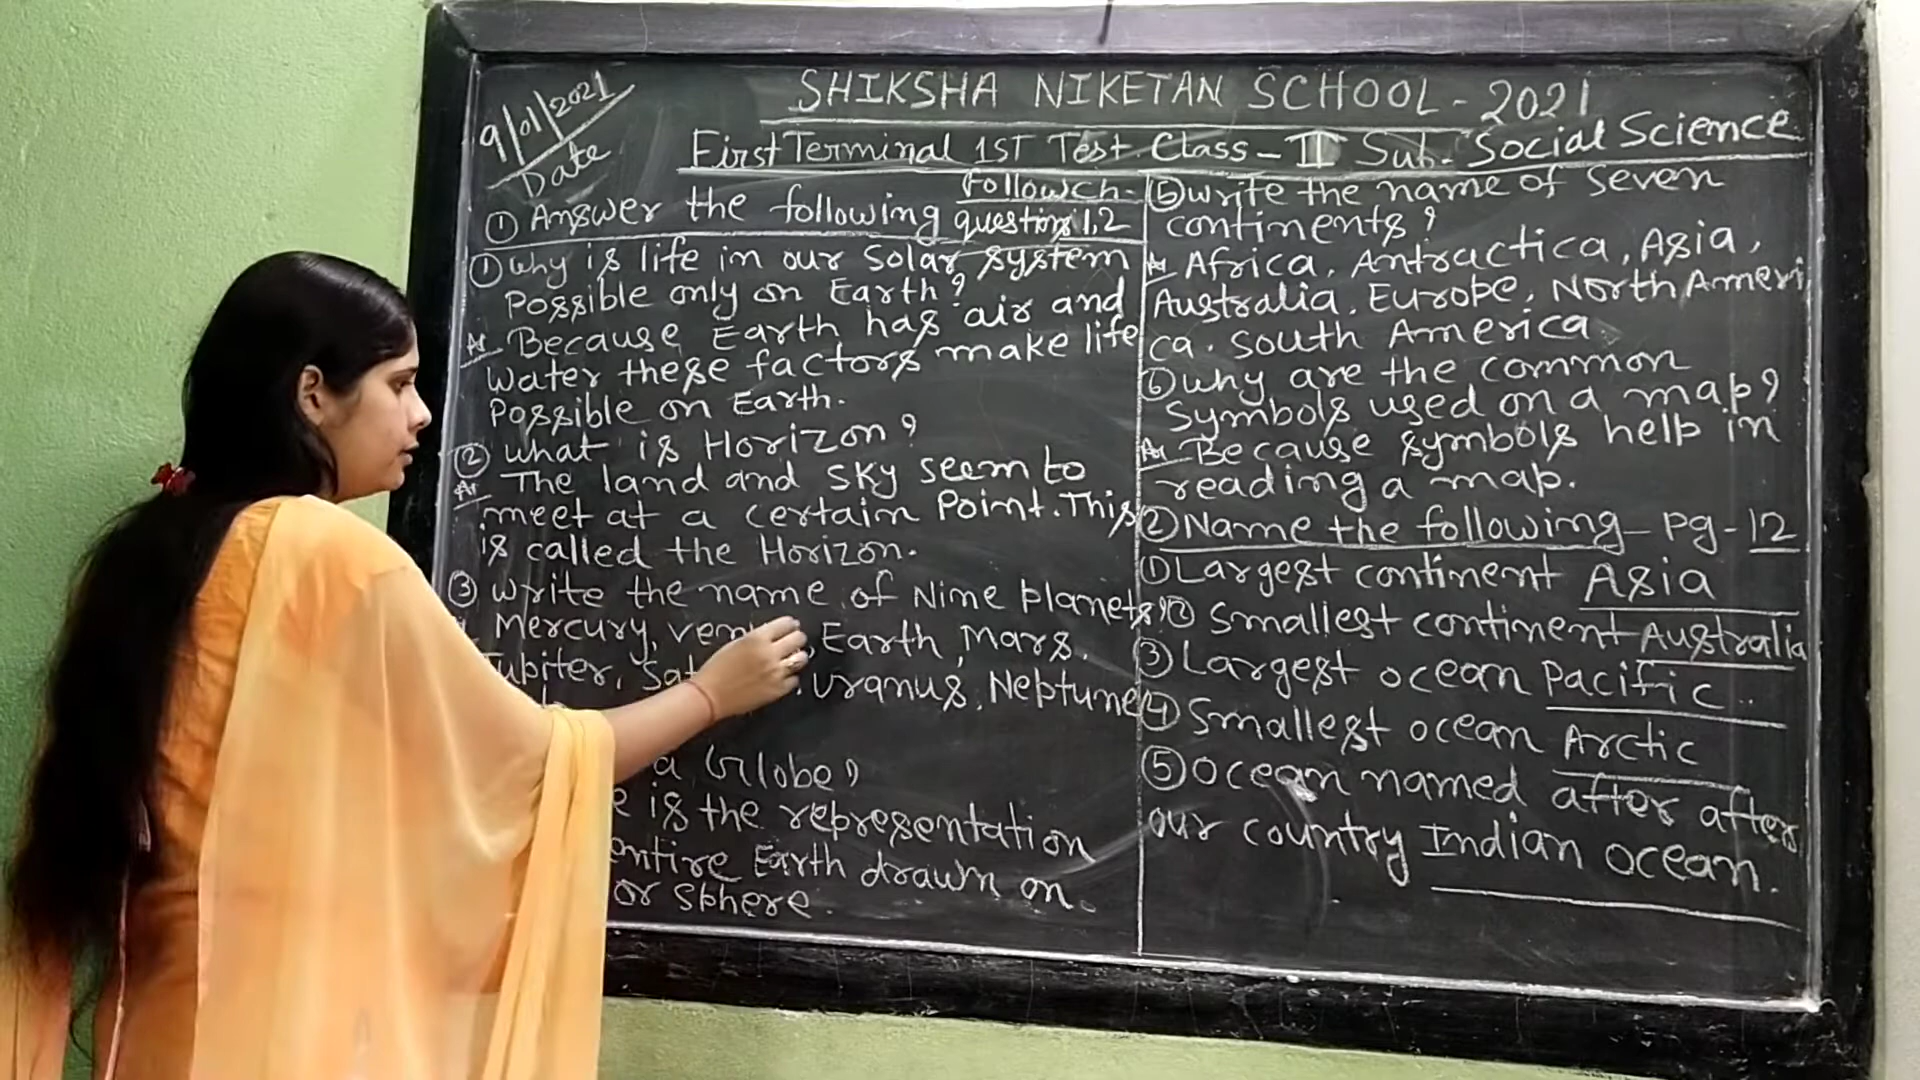 9/01/2021
Date
SHIKSHA NIKETAN SCHOOL - 2021
First Terminal 1ST Test Class - II Sub. Social Science
Follow ch-
① Answer the following questions 1,2
① Why is life in our Solar system
Possible only on Earth?
Because Earth has air and
water these factors make life
Possible on Earth.
② What is Horizon?
The land and sky seem to
meet at a certain Point. This
is called the Horizon.
③ Write the name of Nine planets?
Mercury, Earth, Mars.
Uranus, Neptune
a Globe?
is the representation
entire Earth drawn on
or sphere.
⑤ Write the name of Seven
continents?
Africa, Antractica, Asia,
Australia, Europe, North Ameri
ca. South America.
⑥ Why are the common
Symbols used on a map?
Because symbols help in
reading a map.
② Name the following - Pg - 12
① Largest continent Asia
② Smallest continent Australia
③ Largest ocean Pacific..
④ Smallest ocean Arctic
⑤ Ocean named after after
our country Indian ocean.